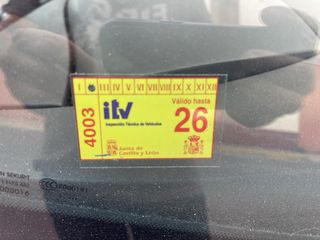 I III IV V VI VII VIII IX X XI XII
4003
itv
Inspección Técnica de Vehículos
Válido hasta
26
Junta de
Castilla y León
N SEKURIT